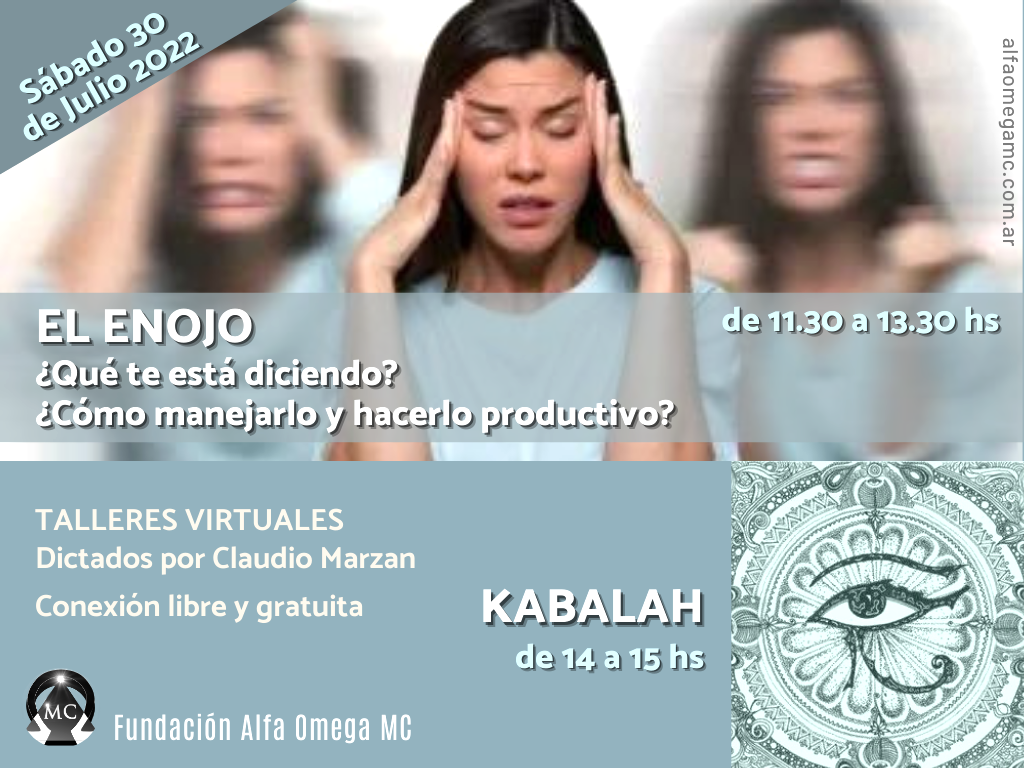 Sábado 30
de Julio 2022
alfaomegamc.com.ar
EL ENOJO
de 11.30 a 13.30 hs
¿Qué te está diciendo?
¿Cómo manejarlo y hacerlo productivo?
TALLERES VIRTUALES
Dictados por Claudio Marzan
Conexión libre y gratuita
KABALAH
de 14 a 15 hs
MC
Fundación Alfa Omega MC